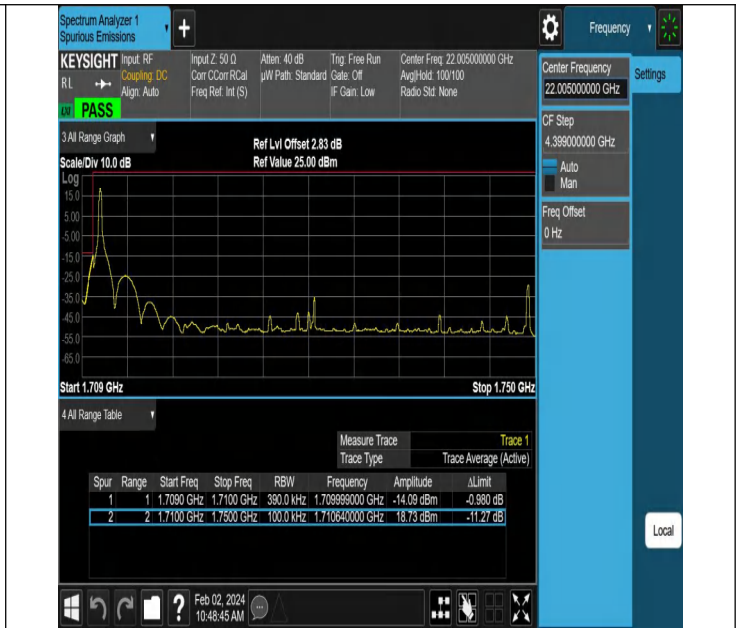 Spectrum Analyzer 1
Spurious Emissions
+
Frequency
KEYSIGHT
RL
PASS
Input: RF
Coupling: DC
Align: Auto
Input Z: 50 Ω
Corr CCorr RCal
Freq Ref: Int (S)
Atten: 40 dB
µW Path: Standard
Trig: Free Run
Gate: Off
IF Gain: Low
Center Freq: 22.005000000 GHz
Avg|Hold: 100/100
Radio Std: None
Center Frequency
22.005000000 GHz
Settings
CF Step
4.399000000 GHz
Auto
Man
Freq Offset
0 Hz
3 All Range Graph
Scale/Div 10.0 dB
Ref Lvl Offset 2.83 dB
Ref Value 25.00 dBm
Log
15.0
5.00
-5.00
-15.0
-25.0
-35.0
-45.0
-55.0
-65.0
Start 1.709 GHz
Stop 1.750 GHz
4 All Range Table
Measure Trace Trace 1
Trace Type Trace Average (Active)
Spur Range Start Freq Stop Freq RBW Frequency Amplitude ΔLimit
1 1 1.7090 GHz 1.7100 GHz 390.0 kHz 1.709999000 GHz -14.09 dBm -0.980 dB
2 2 1.7100 GHz 1.7500 GHz 100.0 kHz 1.710640000 GHz 18.73 dBm -11.27 dB
Local
?
Feb 02, 2024
10:48:45 AM